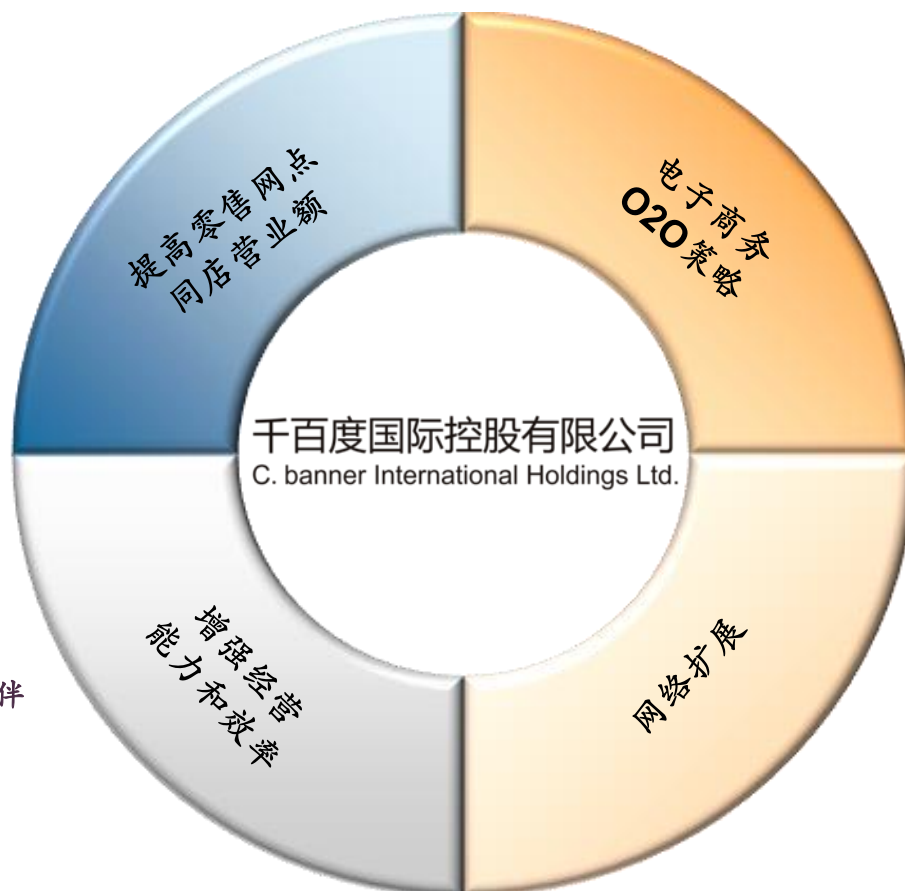 提高零售网点
同店营业额
电子商务
O2O策略
千百度国际控股有限公司
C. banner International Holdings Ltd.
增强经营
能力和效率
伴
网络扩展